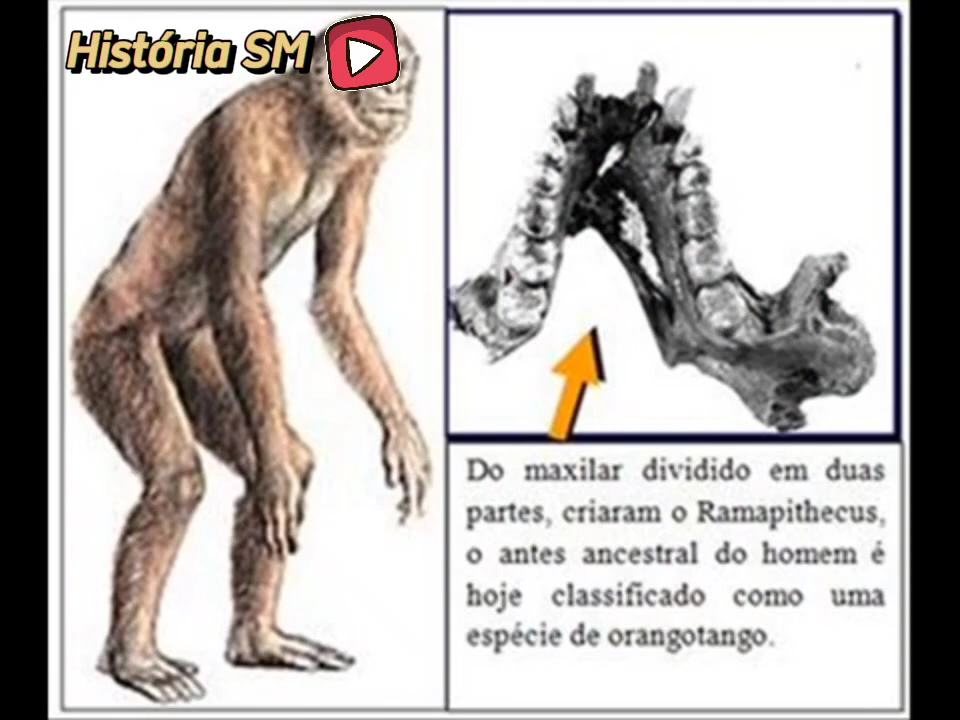 História SM
Do maxilar dividido em duas
partes, criaram o Ramapithecus,
o antes ancestral do homem é
hoje classificado como uma
espécie de orangotango.